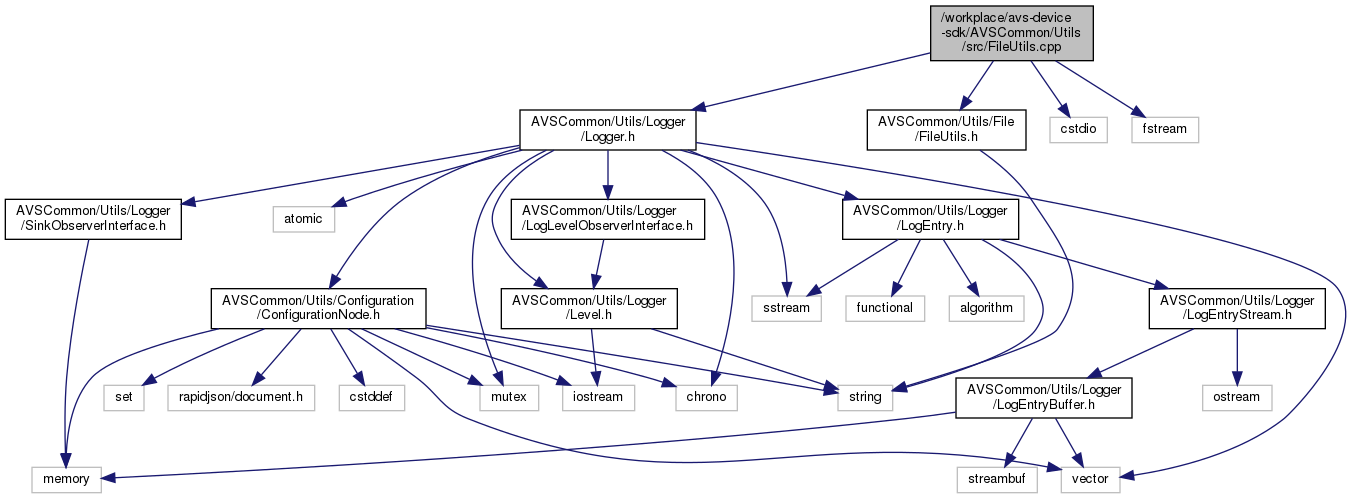 /workplace/avs-device
-sdk/AVSCommon/Utils
/src/FileUtils.cpp
AVSCommon/Utils/Logger
/Logger.h
AVSCommon/Utils/File
/FileUtils.h
cstdio
fstream
AVSCommon/Utils/Logger
/SinkObserverInterface.h
atomic
AVSCommon/Utils/Logger
/LogLevelObserverInterface.h
AVSCommon/Utils/Logger
/LogEntry.h
AVSCommon/Utils/Configuration
/ConfigurationNode.h
AVSCommon/Utils/Logger
/Level.h
sstream
functional
algorithm
AVSCommon/Utils/Logger
/LogEntryStream.h
set
rapidjson/document.h
cstddef
mutex
iostream
chrono
string
AVSCommon/Utils/Logger
/LogEntryBuffer.h
ostream
memory
streambuf
vector